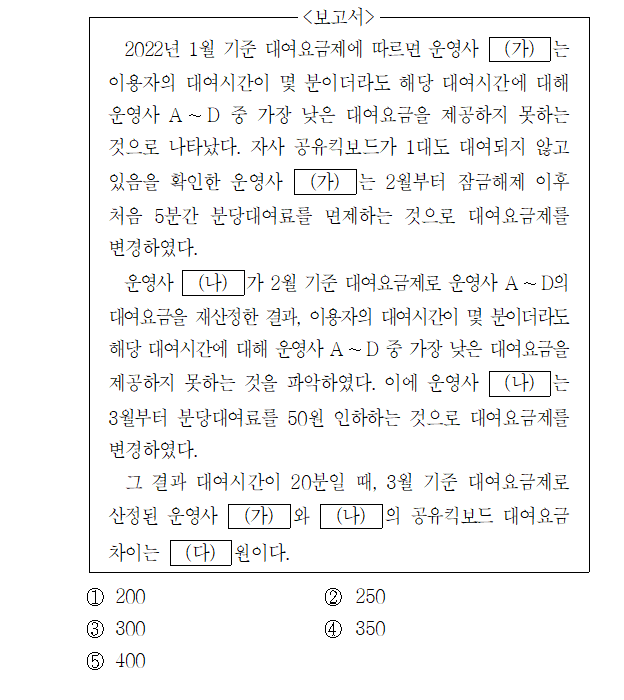 <보고서>
2022년 1월 기준 대여요금제에 따르면 운영사 (가) 는
이용자의 대여시간이 몇 분이더라도 해당 대여시간에 대해
운영사 A ~ D 중 가장 낮은 대여요금을 제공하지 못하는
것으로 나타났다. 자사 공유킥보드가 1대도 대여되지 않고
있음을 확인한 운영사 (가) 는 2월부터 잠금해제 이후
처음 5분간 분당대여료를 면제하는 것으로 대여요금제를
변경하였다.
운영사 (나) 가 2월 기준 대여요금제로 운영사 A ~ D의
대여요금을 재산정한 결과, 이용자의 대여시간이 몇 분이더라도
해당 대여시간에 대해 운영사 A ~ D 중 가장 낮은 대여요금을
제공하지 못하는 것을 파악하였다. 이에 운영사 (나) 는
3월부터 분당대여료를 50원 인하하는 것으로 대여요금제를
변경하였다.
그 결과 대여시간이 20분일 때, 3월 기준 대여요금제로
산정된 운영사 (가) 와 (나) 의 공유킥보드 대여요금
차이는 (다) 원이다.
① 200 ② 250
③ 300 ④ 350
⑤ 400